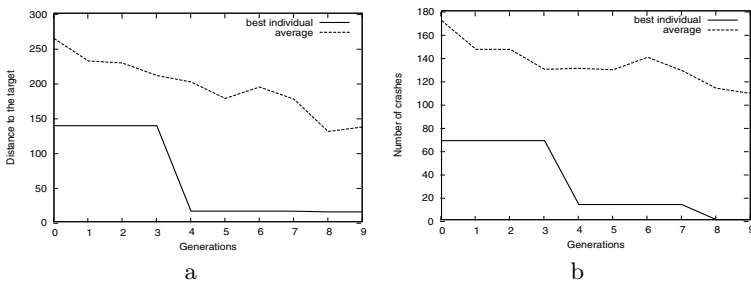 300
250
200
150
100
50
0
Distance to the target
best individual
average
0 1 2 3 4 5 6 7 8 9
Generations
a
180
160
140
120
100
80
60
40
20
0
Number of crashes
best individual
average
0 1 2 3 4 5 6 7 8 9
Generations
b